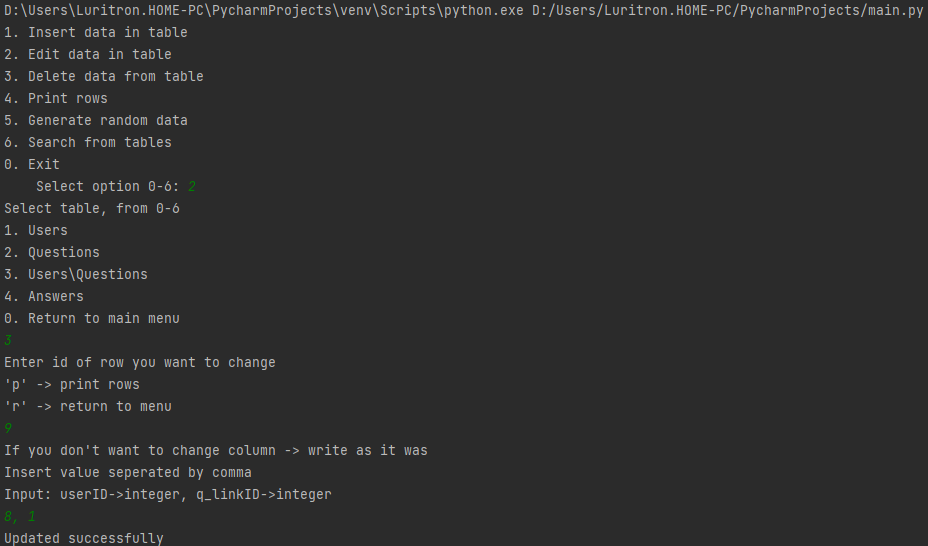 D:\Users\Luritron.HOME-PC\PycharmProjects\venv\Scripts\python.exe D:/Users/Luritron.HOME-PC/PycharmProjects/main.py
1. Insert data in table
2. Edit data in table
3. Delete data from table
4. Print rows
5. Generate random data
6. Search from tables
0. Exit
    Select option 0-6: 2
Select table, from 0-6
1. Users
2. Questions
3. Users\Questions
4. Answers
0. Return to main menu
3
Enter id of row you want to change
'p' -> print rows
'r' -> return to menu
9
If you don't want to change column -> write as it was
Insert value seperated by comma
Input: userID->integer, q_linkID->integer
8, 1
Updated successfully